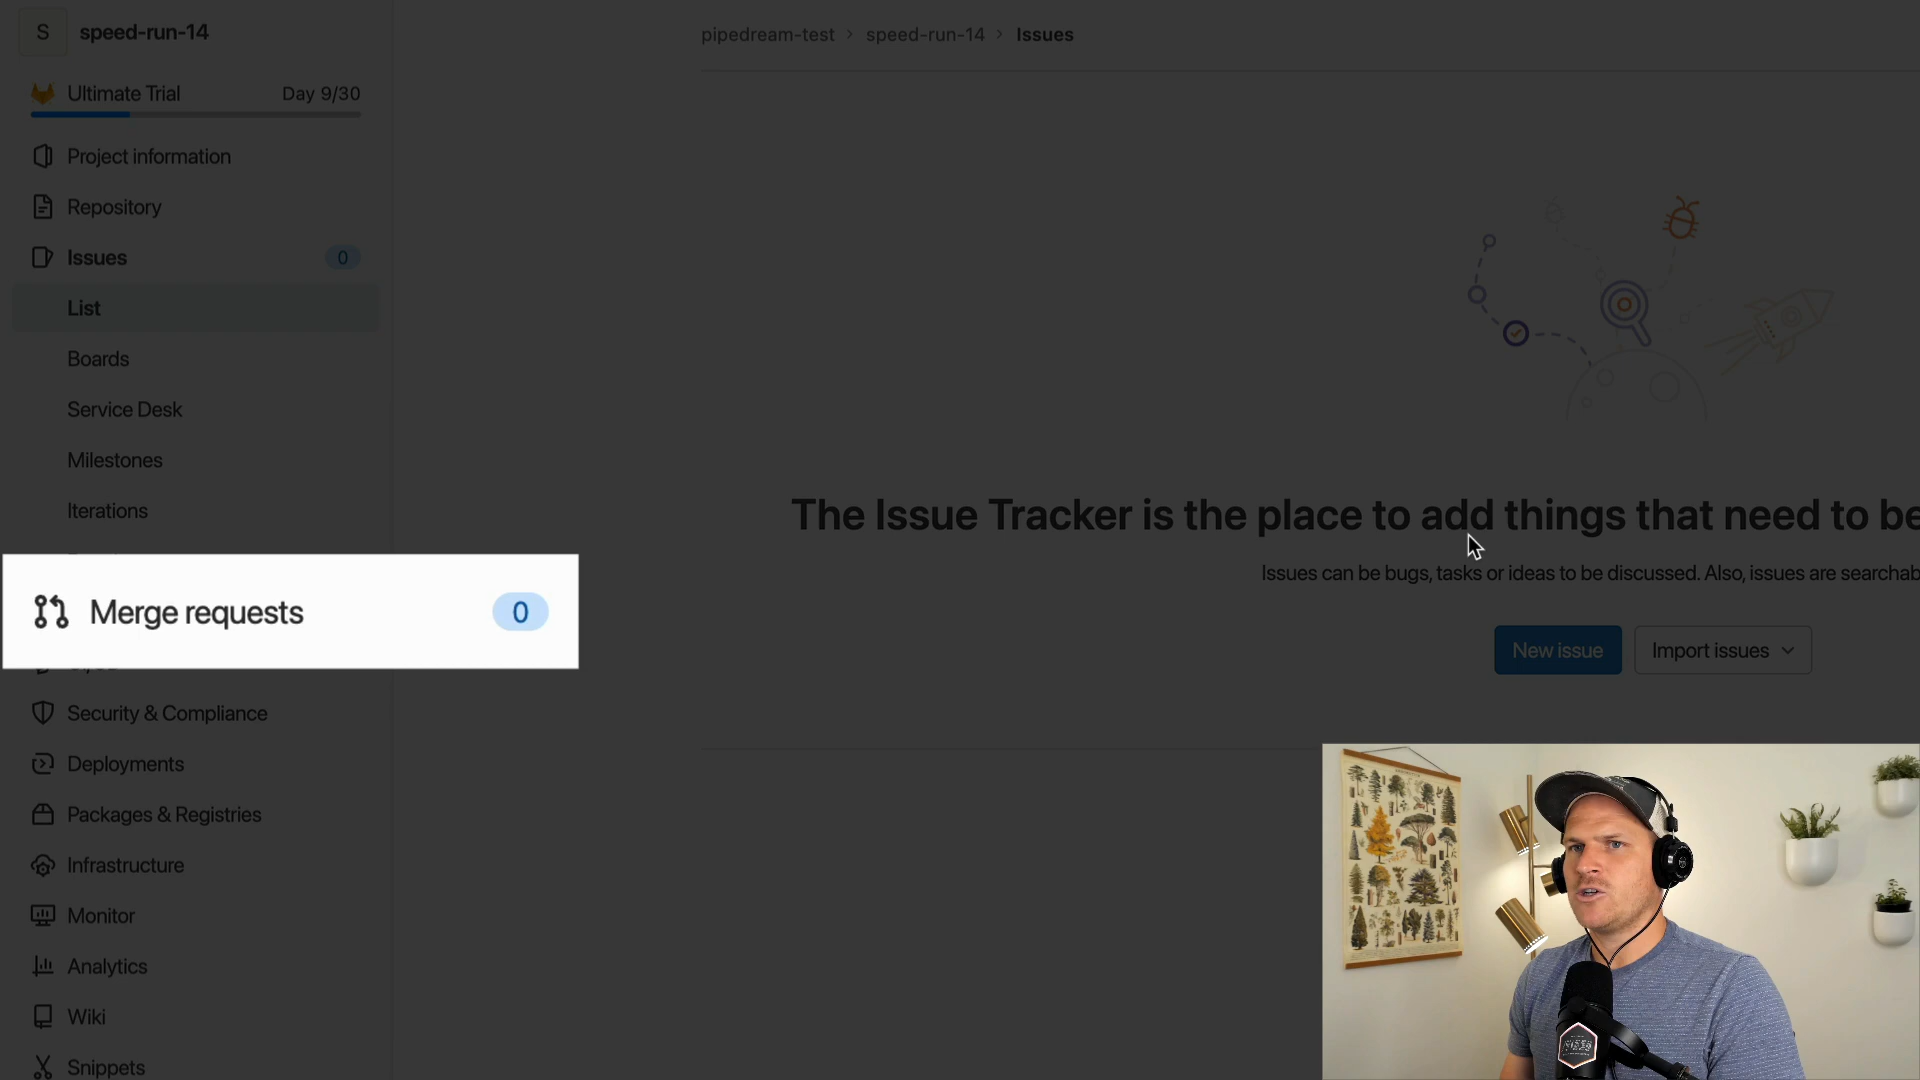 S speed-run-14
Ultimate Trial Day 9/30
Project information
Repository
Issues 0
List
Boards
Service Desk
Milestones
Iterations
Merge requests 0
Security & Compliance
Deployments
Packages & Registries
Infrastructure
Monitor
Analytics
Wiki
Snippets
pipedream-test > speed-run-14 > Issues
The Issue Tracker is the place to add things that need to be
Issues can be bugs, tasks or ideas to be discussed. Also, issues are searchab
New issue
Import issues